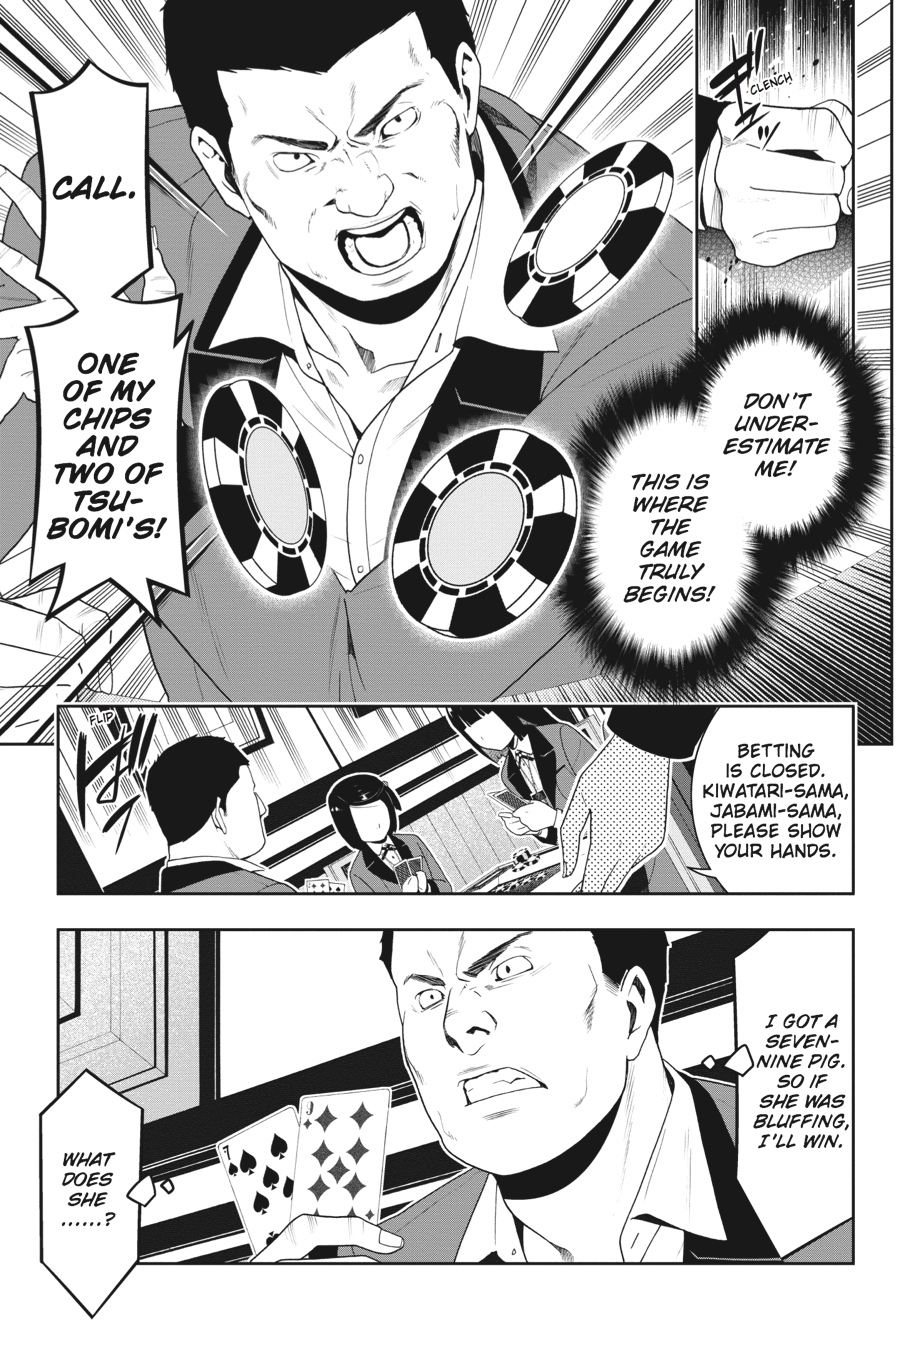 CLENCH
DON'T
UNDER-
ESTIMATE
ME!
THIS IS
WHERE
THE
GAME
TRULY
BEGINS!
CALL.
ONE
OF MY
CHIPS
AND
TWO OF
TSU-
BOMI'S!
BETTING
IS CLOSED.
KIWATARI-SAMA,
JABAMI-SAMA,
PLEASE SHOW
YOUR HANDS.
FLIP
I GOT A
SEVEN-
NINE PIG.
SO IF
SHE WAS
BLUFFING,
I'LL WIN.
7
9
WHAT
DOES
SHE
......?